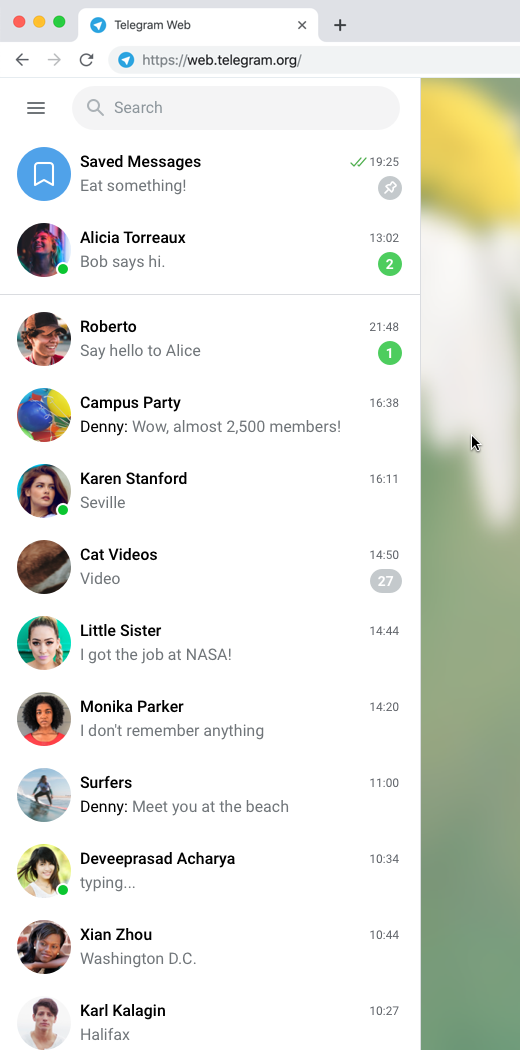 Telegram Web
https://web.telegram.org/
Search
Saved Messages 19:25
Eat something!
Alicia Torreaux 13:02
Bob says hi. 2
Roberto 21:48
Say hello to Alice 1
Campus Party 16:38
Denny: Wow, almost 2,500 members!
Karen Stanford 16:11
Seville
Cat Videos 14:50
Video 27
Little Sister 14:44
I got the job at NASA!
Monika Parker 14:20
I don't remember anything
Surfers 11:00
Denny: Meet you at the beach
Deveeprasad Acharya 10:34
typing...
Xian Zhou 10:44
Washington D.C.
Karl Kalagin 10:27
Halifax